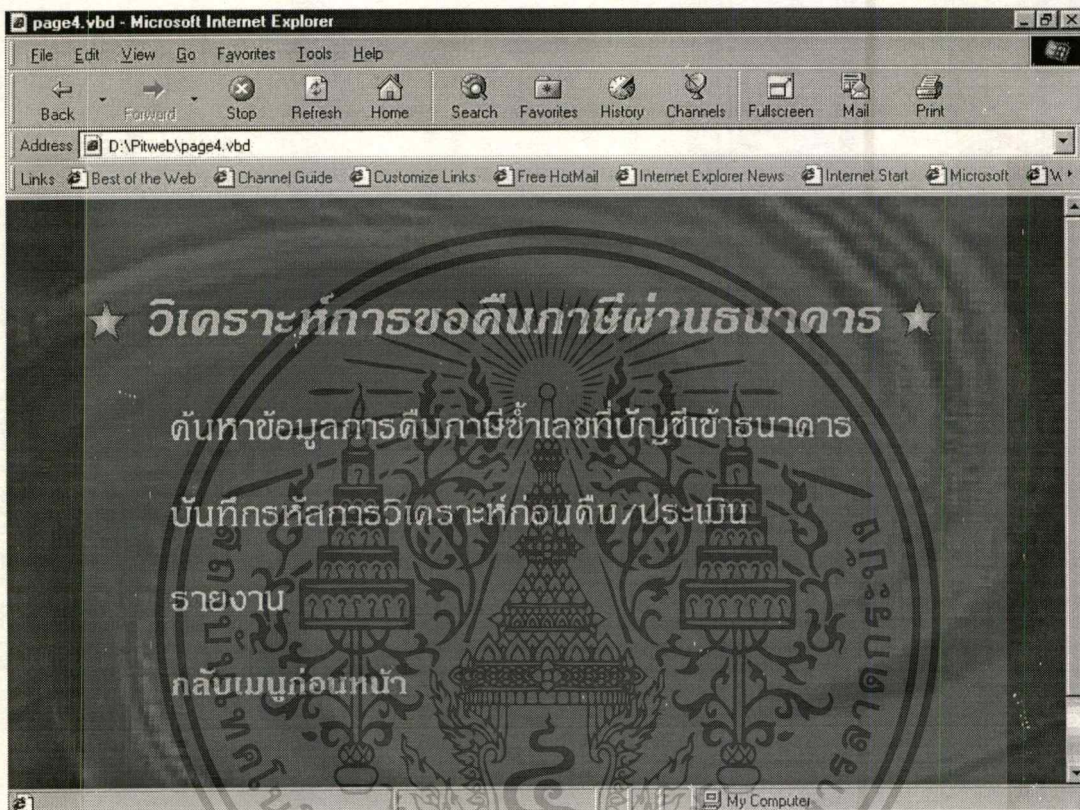 page4.vbd - Microsoft Internet Explorer
File Edit View Go Favorites Tools Help
Back Forward Stop Refresh Home Search Favorites History Channels Fullscreen Mail Print
Address D:\Pitweb\page4.vbd
Links Best of the Web Channel Guide Customize Links Free HotMail Internet Explorer News Internet Start Microsoft
วิเคราะห์การขอคืนภาษีผ่านธนาคาร
ค้นหาข้อมูลการคืนภาษีซ้ำเลขที่บัญชีเข้าธนาคาร
บันทึกรหัสการวิเคราะห์ก่อนคืน/ประเมิน
รายงาน
กลับเมนูก่อนหน้า
My Computer